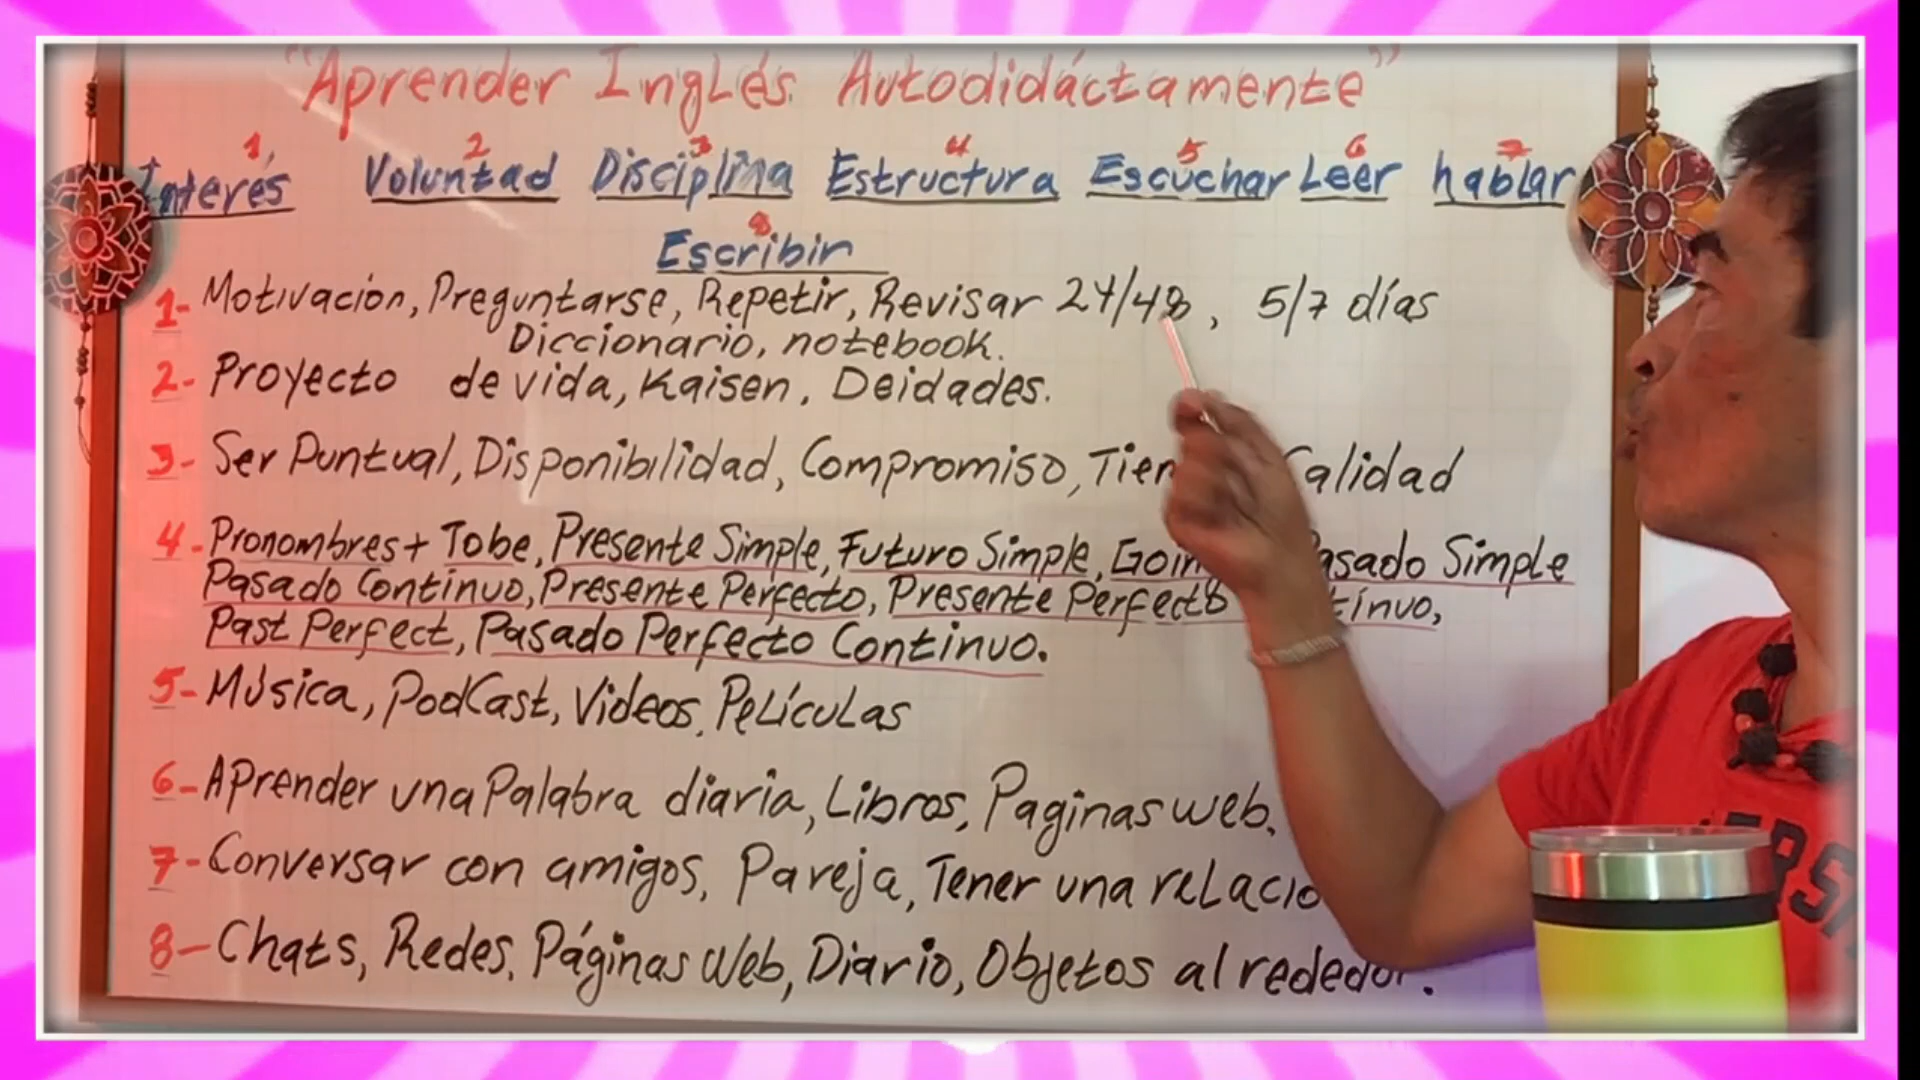 "Aprender Inglés Autodidáctamente"
1 2 3 4 5 6 7
Interés Voluntad Disciplina Estructura Escuchar Leer hablar
8
Escribir
1- Motivación, Preguntarse, Repetir, Revisar 24/48, 5/7 días
Diccionario, notebook.
2- Proyecto de vida, Kaisen, Deidades.
3- Ser Puntual, Disponibilidad, Compromiso, Calidad
4- Pronombres + Tobe, Presente Simple, Futuro Simple, Simple
Pasado Continuo, Presente Perfecto, Presente Perfecto
Past Perfect, Pasado Perfecto Continuo.
5- Música, PodCast, Videos, Películas
6- Aprender una Palabra diaria, Libros, Paginas web.
7- Conversar con amigos, Pareja, Tener una
8- Chats, Redes, Páginas Web, Diario, Objetos al rededor.